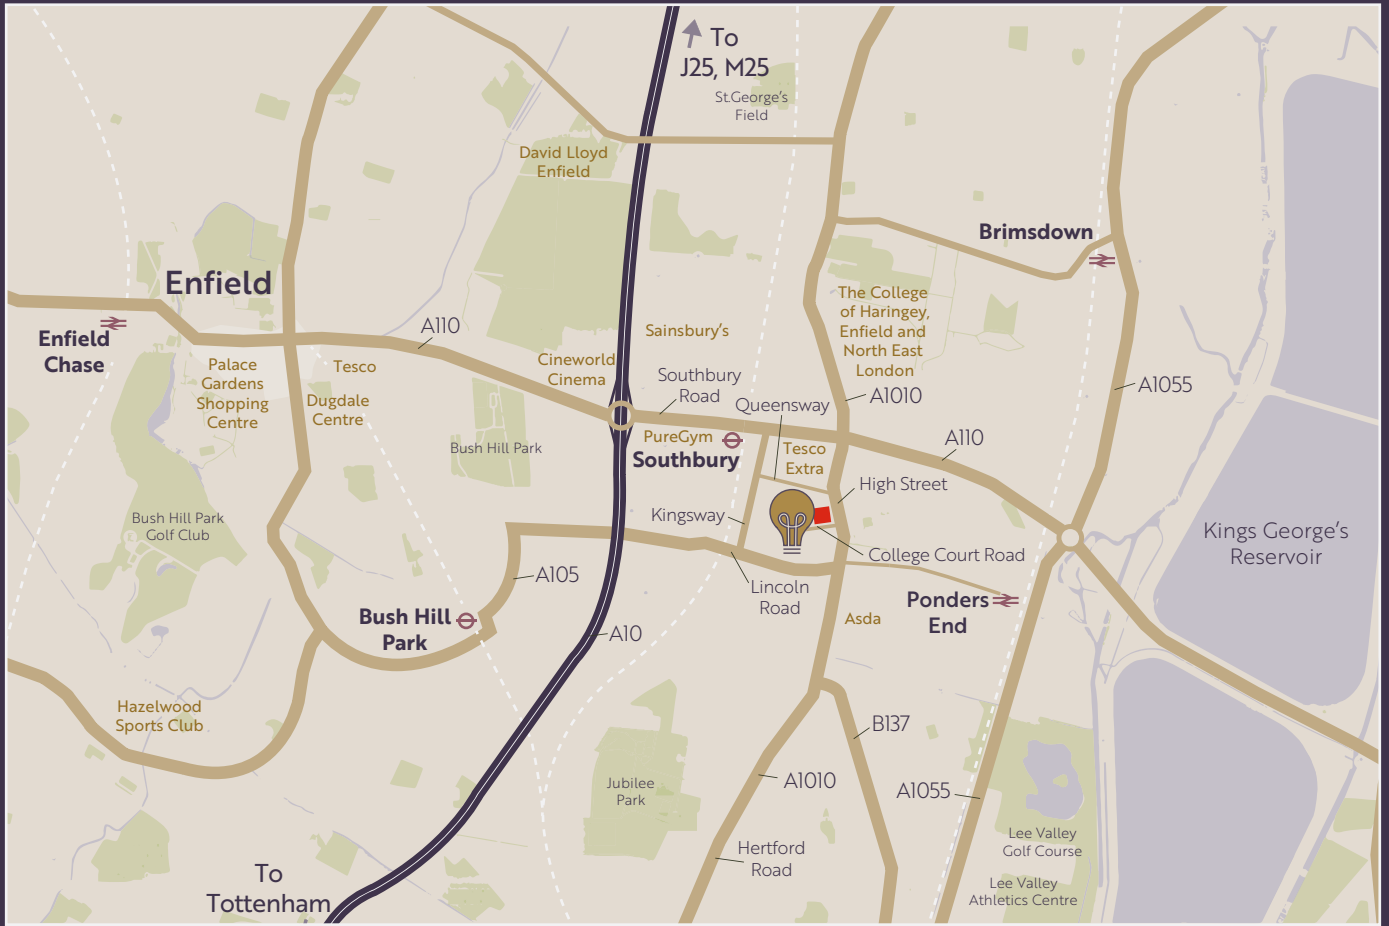 To
J25, M25
St.George's
Field
David Lloyd
Enfield
Brimsdown
Enfield
The College
of Haringey,
Enfield and
North East
London
Enfield
Chase
A110
Sainsbury's
Palace
Gardens
Shopping
Centre
Tesco
Cineworld
Cinema
Southbury
Road
A1055
Dugdale
Centre
Queensway
A1010
Bush Hill Park
PureGym
Southbury
Tesco
Extra
A110
High Street
Bush Hill Park
Golf Club
Kingsway
Kings George's
Reservoir
College Court Road
A105
Lincoln
Road
Ponders
End
Bush Hill
Park
A10
Asda
Hazelwood
Sports Club
B137
Jubilee
Park
A1010
A1055
Hertford
Road
Lee Valley
Golf Course
To
Tottenham
Lee Valley
Athletics Centre